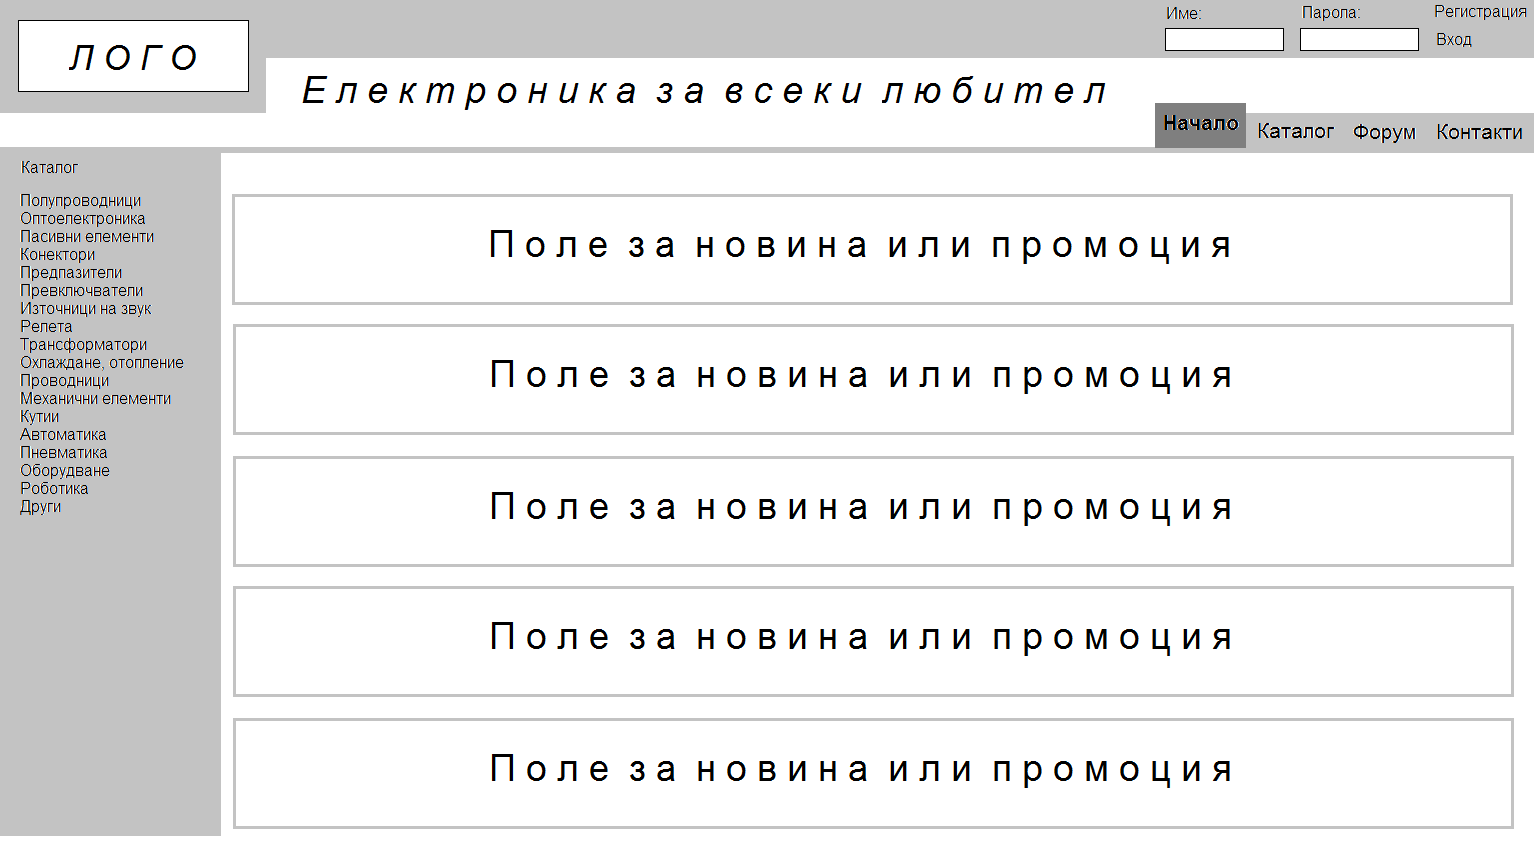 Име: Парола: Регистрация
Вход
ЛОГО
Електроника за всеки любител
Начало Каталог Форум Контакти
Каталог
Полупроводници
Оптоелектроника
Пасивни елементи
Конектори
Предпазители
Превключватели
Източници на звук
Релета
Трансформатори
Охлаждане, отопление
Проводници
Механични елементи
Кутии
Автоматика
Пневматика
Оборудване
Роботика
Други
Поле за новина или промоция
Поле за новина или промоция
Поле за новина или промоция
Поле за новина или промоция
Поле за новина или промоция